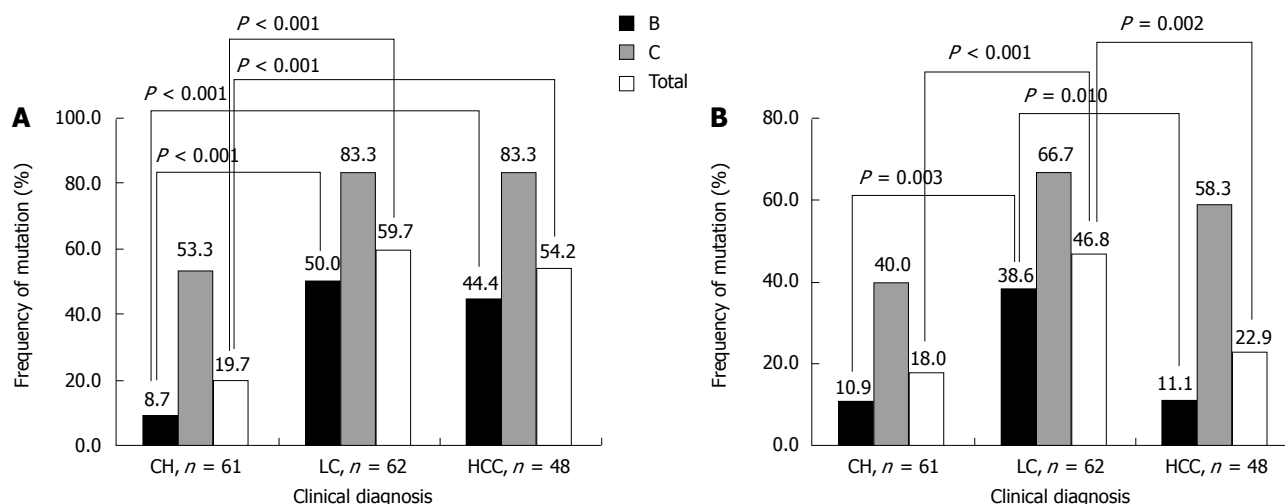 A
P < 0.001
P < 0.001
P < 0.001
P < 0.001
Frequency of mutation (%)
100.0
80.0
60.0
40.0
20.0
0.0
8.7
53.3
19.7
50.0
83.3
59.7
44.4
83.3
54.2
CH, n = 61
LC, n = 62
HCC, n = 48
Clinical diagnosis
B
C
Total
B
P = 0.002
P < 0.001
P = 0.010
P = 0.003
Frequency of mutation (%)
80.0
60.0
40.0
20.0
0.0
10.9
40.0
18.0
38.6
66.7
46.8
11.1
58.3
22.9
CH, n = 61
LC, n = 62
HCC, n = 48
Clinical diagnosis